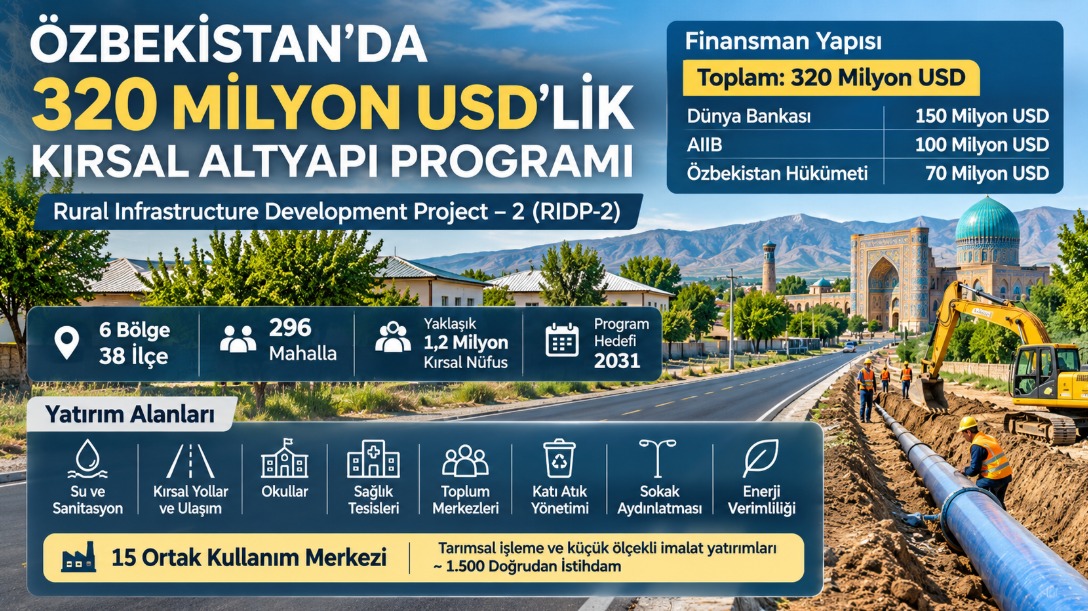 ÖZBEKİSTAN’DA
320 MİLYON USD’LİK
KIRSAL ALTYAPI PROGRAMI
Rural Infrastructure Development Project – 2 (RIDP-2)
Finansman Yapısı
Toplam: 320 Milyon USD
Dünya Bankası 150 Milyon USD
AIIB 100 Milyon USD
Özbekistan Hükümeti 70 Milyon USD
6 Bölge
38 İlçe
296
Mahalla
Yaklaşık
1,2 Milyon
Kırsal Nüfus
Program
Hedefi
2031
Yatırım Alanları
Su ve
Sanitasyon
Kırsal Yollar
ve Ulaşım
Okullar
Sağlık
Tesisleri
Toplum
Merkezleri
Katı Atık
Yönetimi
Sokak
Aydınlatması
Enerji
Verimliliği
15 Ortak Kullanım Merkezi
Tarımsal işleme ve küçük ölçekli imalat yatırımları
~ 1.500 Doğrudan İstihdam